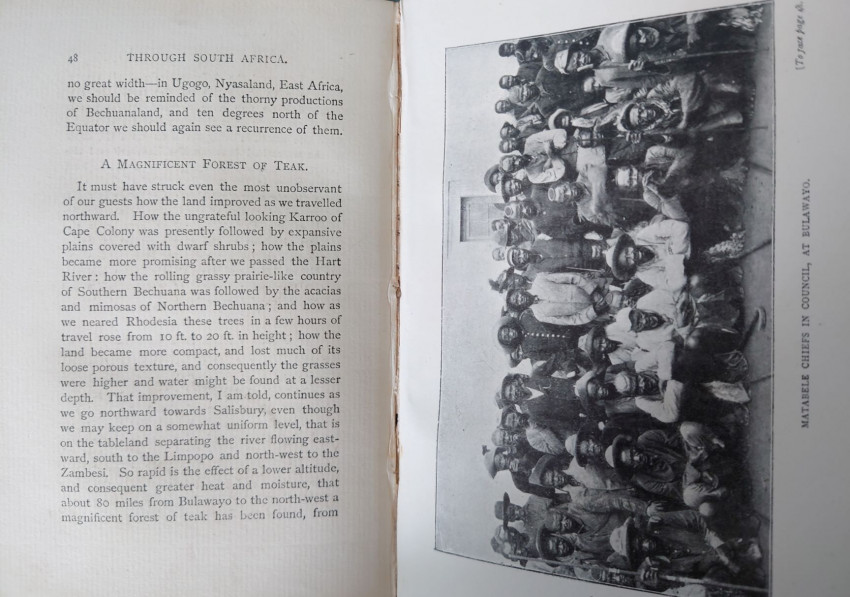 48 THROUGH SOUTH AFRICA.
no great width—in Ugogo, Nyasaland, East Africa,
we should be reminded of the thorny productions
of Bechuanaland, and ten degrees north of the
Equator we should again see a recurrence of them.
A MAGNIFICENT FOREST OF TEAK.
It must have struck even the most unobservant
of our guests how the land improved as we travelled
northward. How the ungrateful looking Karroo of
Cape Colony was presently followed by expansive
plains covered with dwarf shrubs; how the plains
became more promising after we passed the Hart
River: how the rolling grassy prairie-like country
of Southern Bechuana was followed by the acacias
and mimosas of Northern Bechuana; and how as
we neared Rhodesia these trees in a few hours of
travel rose from 10 ft. to 20 ft. in height; how the
land became more compact, and lost much of its
loose porous texture, and consequently the grasses
were higher and water might be found at a lesser
depth. That improvement, I am told, continues as
we go northward towards Salisbury, even though
we may keep on a somewhat uniform level, that is
on the tableland separating the river flowing east-
ward, south to the Limpopo and north-west to the
Zambesi. So rapid is the effect of a lower altitude,
and consequent greater heat and moisture, that
about 80 miles from Bulawayo to the north-west a
magnificent forest of teak has been found, from
[To face page 48.
MATABELE CHIEFS IN COUNCIL, AT BULAWAYO.